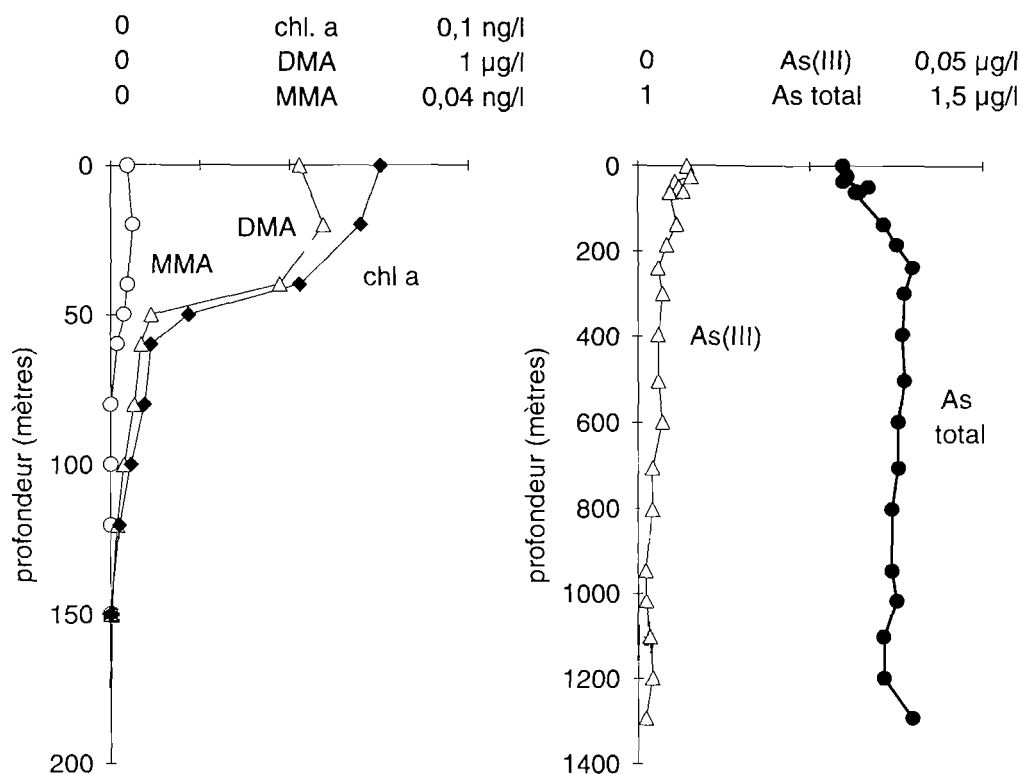 0 chl. a 0,1 ng/l
0 DMA 1 µg/l
0 MMA 0,04 ng/l
0
50
100
150
200
profondeur (mètres)
MMA
DMA
chl a
0 As(III) 0,05 µg/l
1 As total 1,5 µg/l
0
200
400
600
800
1000
1200
1400
profondeur (mètres)
As(III)
As
total